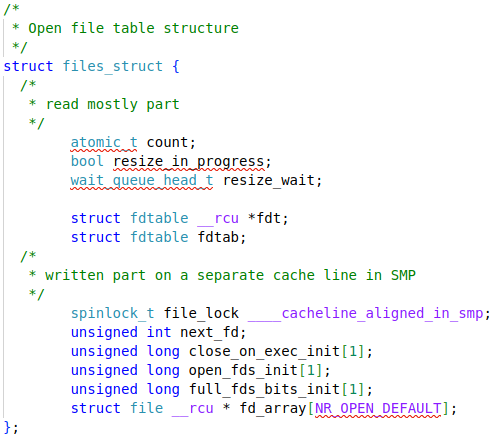 /*
 * Open file table structure
 */
struct files_struct {
  /*
   * read mostly part
   */
        atomic_t count;
        bool resize_in_progress;
        wait_queue_head_t resize_wait;

        struct fdtable __rcu *fdt;
        struct fdtable fdtab;
  /*
   * written part on a separate cache line in SMP
   */
        spinlock_t file_lock ____cacheline_aligned_in_smp;
        unsigned int next_fd;
        unsigned long close_on_exec_init[1];
        unsigned long open_fds_init[1];
        unsigned long full_fds_bits_init[1];
        struct file __rcu * fd_array[NR_OPEN_DEFAULT];
};